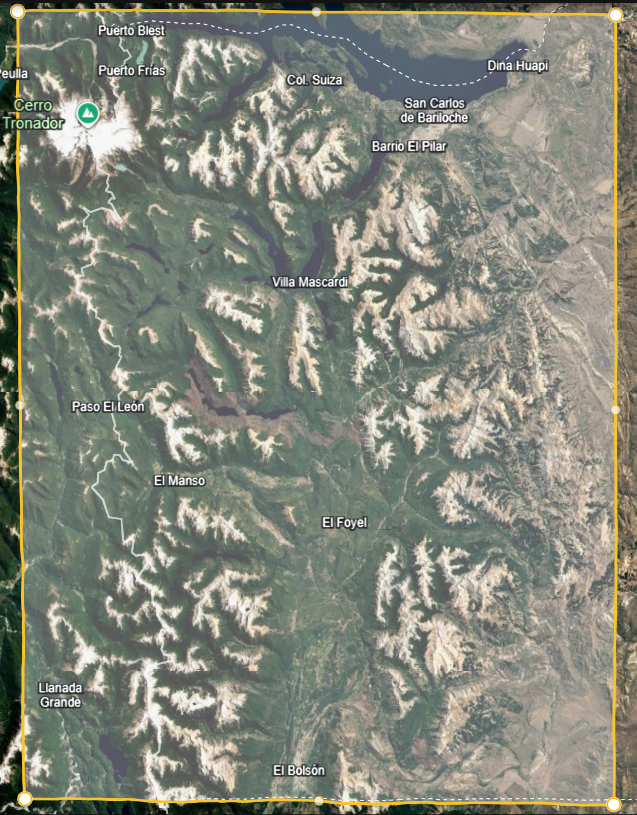 Puerto Blest
Puerto Frías
Peulla
Dina Huapi
Col. Suiza
Cerro
Tronador
San Carlos
de Bariloche
Barrio El Pilar
Villa Mascardi
Paso El León
El Manso
El Foyel
Llanada
Grande
El Bolsón